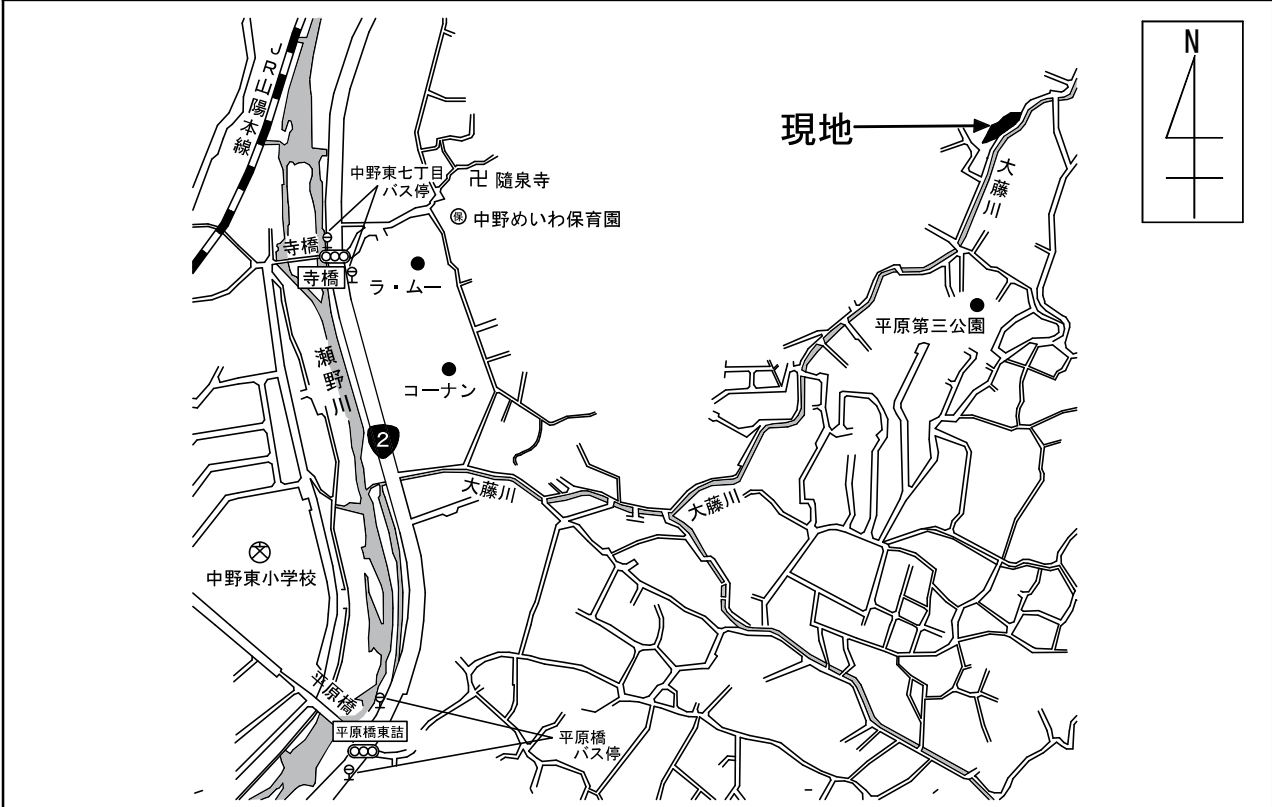 N
JR山陽本線
現地
中野東七丁目
バス停
卍 隨泉寺
保 中野めいわ保育園
大藤川
寺橋
寺橋
ラ・ムー
平原第三公園
瀬野川
コーナン
2
大藤川
大藤川
文
中野東小学校
平原橋
平原橋東詰
平原橋
バス停